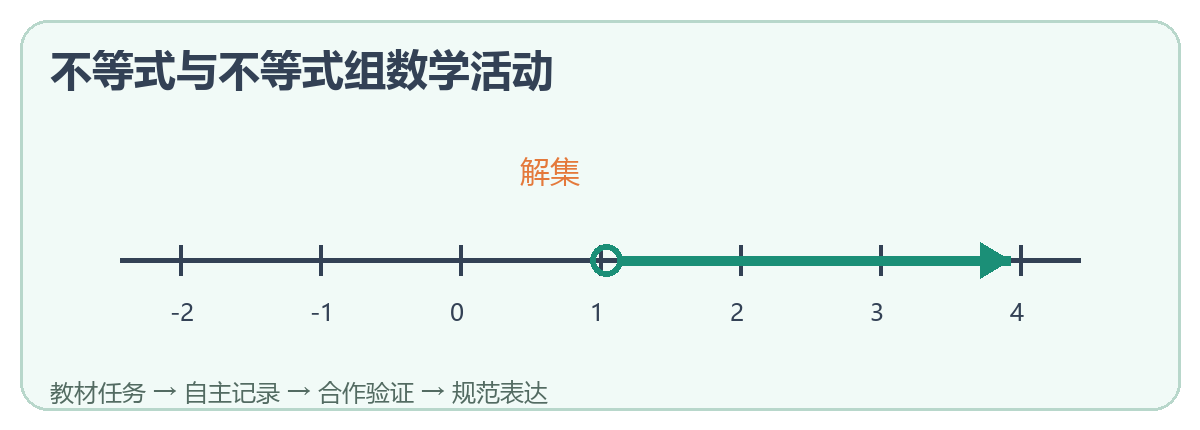 不等式与不等式组数学活动
解集
-2 -1 0 1 2 3 4
教材任务 → 自主记录 → 合作验证 → 规范表达